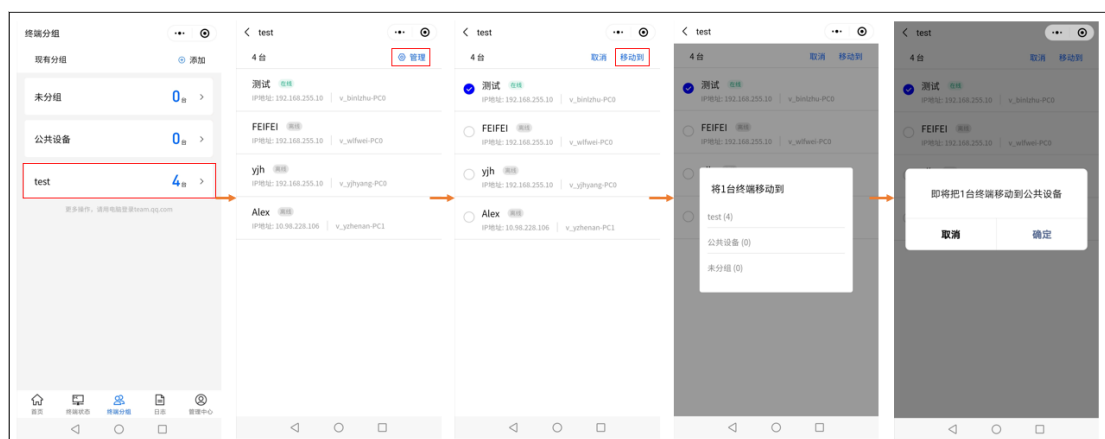 终端分组
现有分组
添加
未分组
0台
公共设备
0台
test
4台
更多操作，请用电脑登录team.qq.com
首页
终端状态
终端分组
日志
管理中心
test
4 台
管理
测试 在线
IP地址: 192.168.255.10 v_binlzhu-PC0
FEIFEI 离线
IP地址: 192.168.255.10 v_wlfwei-PC0
yjh 离线
IP地址: 192.168.255.10 v_yjhyang-PC0
Alex 离线
IP地址: 10.98.228.106 v_yzhenan-PC1
test
4 台
取消 移动到
测试 在线
IP地址: 192.168.255.10 v_binlzhu-PC0
FEIFEI 离线
IP地址: 192.168.255.10 v_wlfwei-PC0
yjh 离线
IP地址: 192.168.255.10 v_yjhyang-PC0
Alex 离线
IP地址: 10.98.228.106 v_yzhenan-PC1
test
4 台
取消 移动到
测试 在线
IP地址: 192.168.255.10 v_binlzhu-PC0
FEIFEI 离线
IP地址: 192.168.255.10 v_wlfwei-PC0
将1台终端移动到
test (4)
公共设备 (0)
未分组 (0)
test
4 台
取消 移动到
测试 在线
IP地址: 192.168.255.10 v_binlzhu-PC0
FEIFEI 离线
IP地址: 192.168.255.10 v_wlfwei-PC0
即将把1台终端移动到公共设备
取消 确定